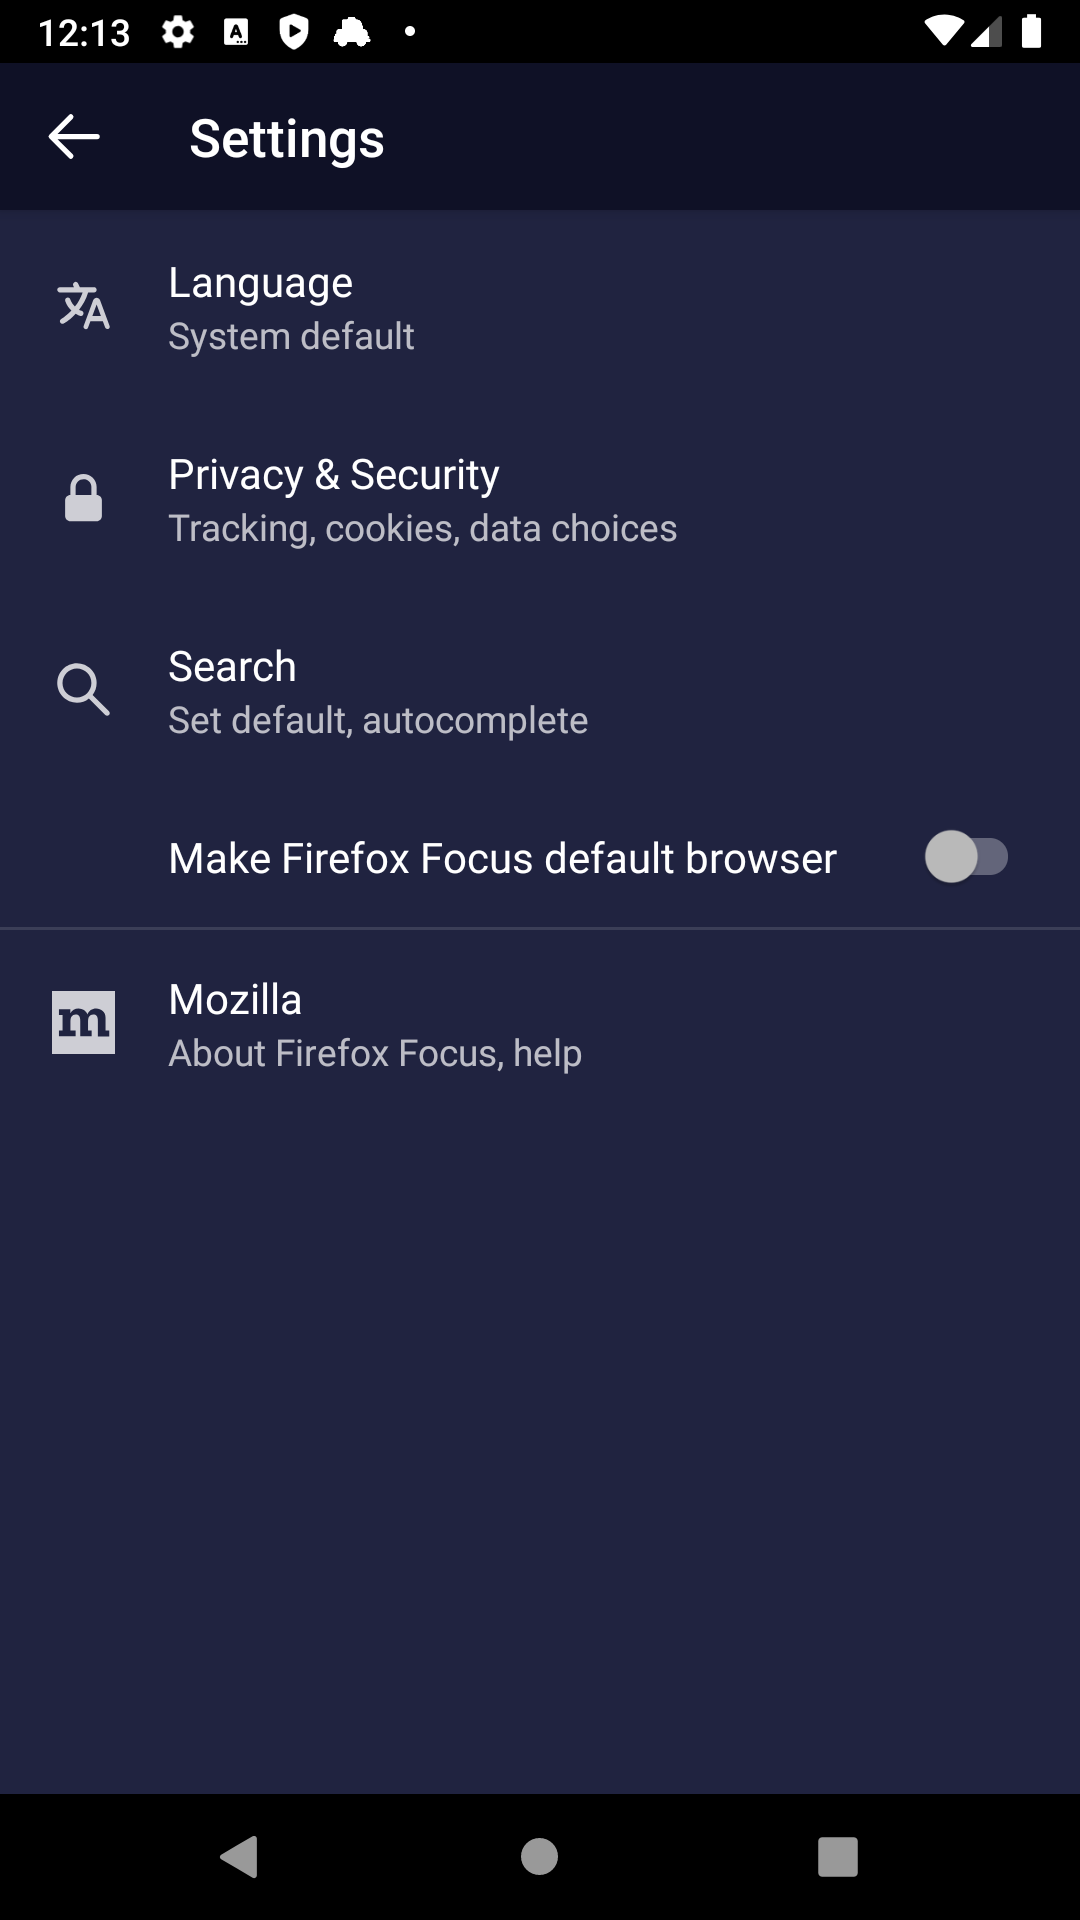 12:13
Settings
Language
System default
Privacy & Security
Tracking, cookies, data choices
Search
Set default, autocomplete
Make Firefox Focus default browser
m
Mozilla
About Firefox Focus, help